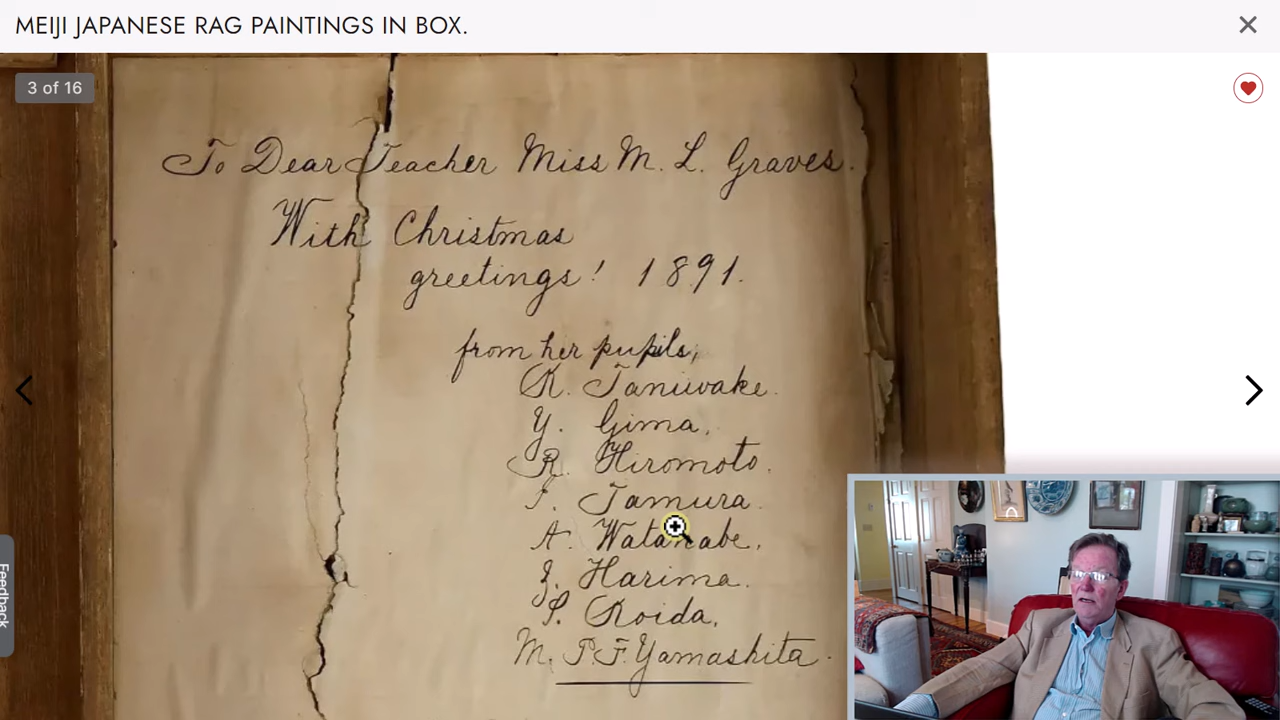 MEIJI JAPANESE RAG PAINTINGS IN BOX.
3 of 16
To Dear Teacher Miss M. L. Graves.
With Christmas
greetings! 1891.
from her pupils,
K. Taniwake.
Y. Gima,
R. Hiromoto.
Tamura.
A. Watanabe,
Harima.
Koida,
M. Yamashita.
Feedback